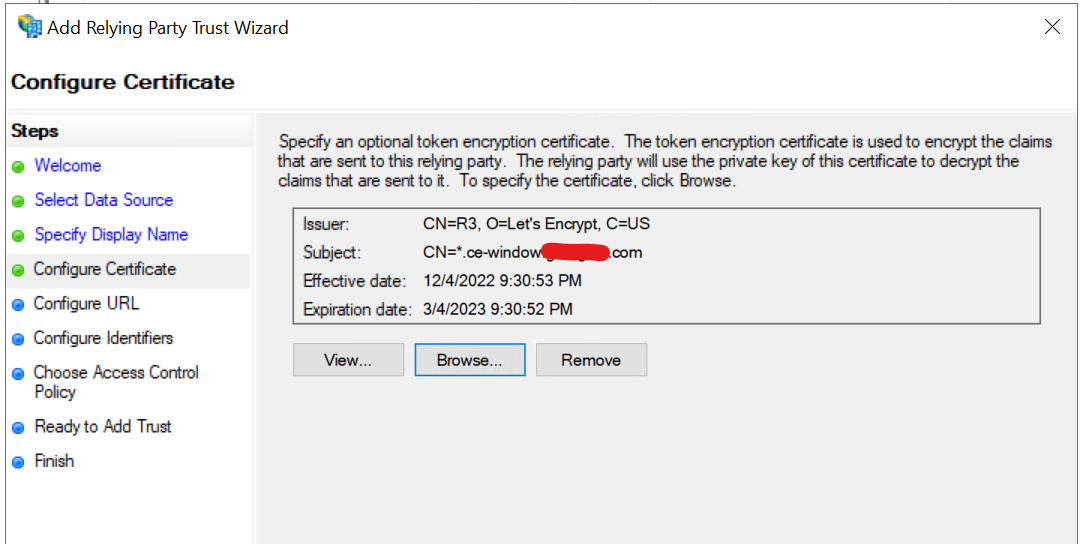 Add Relying Party Trust Wizard
Configure Certificate
Steps
Welcome
Select Data Source
Specify Display Name
Configure Certificate
Configure URL
Configure Identifiers
Choose Access Control
Policy
Ready to Add Trust
Finish
Specify an optional token encryption certificate. The token encryption certificate is used to encrypt the claims
that are sent to this relying party. The relying party will use the private key of this certificate to decrypt the
claims that are sent to it. To specify the certificate, click Browse.
Issuer: CN=R3, O=Let's Encrypt, C=US
Subject: CN=*.ce-window .com
Effective date: 12/4/2022 9:30:53 PM
Expiration date: 3/4/2023 9:30:52 PM
View... Browse... Remove